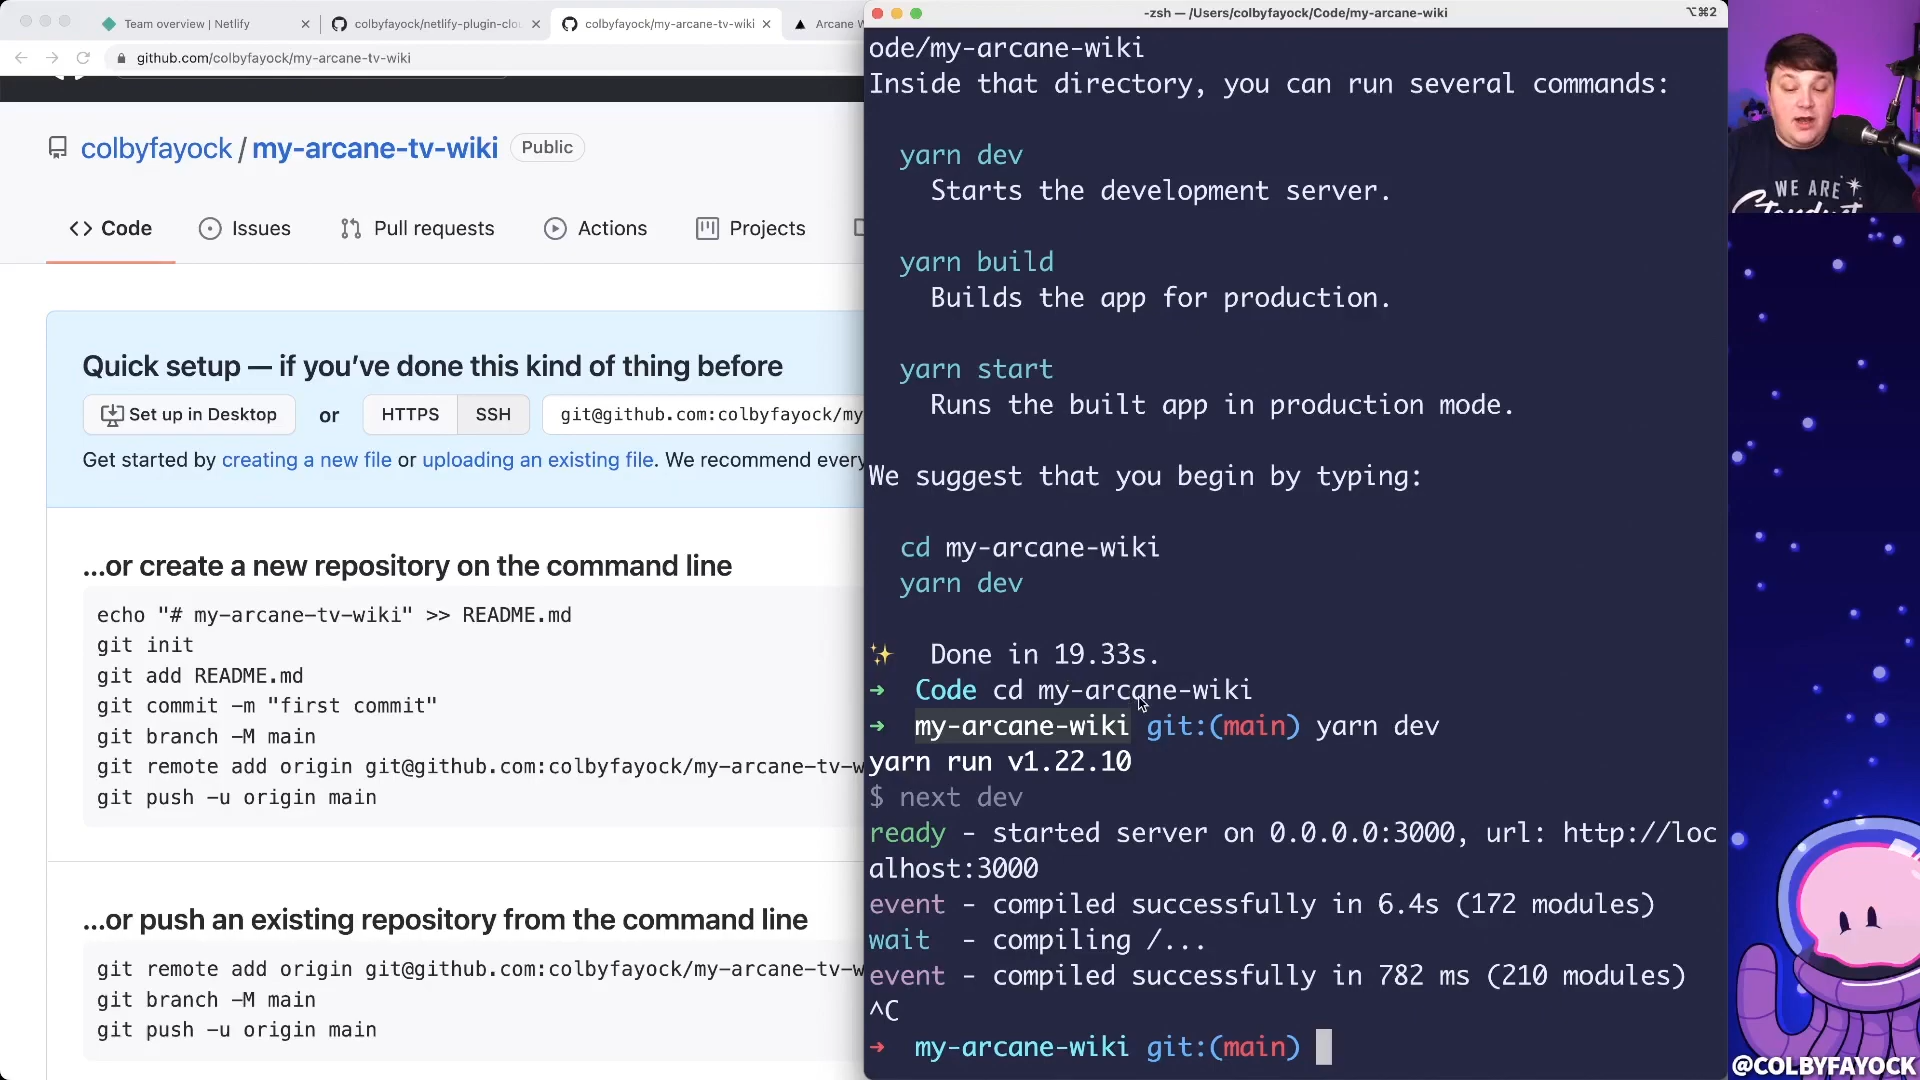 Team overview | Netlify
colbyfayock/netlify-plugin-clou
colbyfayock/my-arcane-tv-wiki
Arcane W
github.com/colbyfayock/my-arcane-tv-wiki
colbyfayock / my-arcane-tv-wiki Public
Code Issues Pull requests Actions Projects
Quick setup — if you've done this kind of thing before
Set up in Desktop or HTTPS SSH git@github.com:colbyfayock/my
Get started by creating a new file or uploading an existing file. We recommend every
...or create a new repository on the command line
echo "# my-arcane-tv-wiki" >> README.md
git init
git add README.md
git commit -m "first commit"
git branch -M main
git remote add origin git@github.com:colbyfayock/my-arcane-tv-w
git push -u origin main
...or push an existing repository from the command line
git remote add origin git@github.com:colbyfayock/my-arcane-tv-w
git branch -M main
git push -u origin main
-zsh — /Users/colbyfayock/Code/my-arcane-wiki ⌥⌘2
ode/my-arcane-wiki
Inside that directory, you can run several commands:
yarn dev
Starts the development server.
yarn build
Builds the app for production.
yarn start
Runs the built app in production mode.
We suggest that you begin by typing:
cd my-arcane-wiki
yarn dev
✨ Done in 19.33s.
➜ Code cd my-arcane-wiki
➜ my-arcane-wiki git:(main) yarn dev
yarn run v1.22.10
$ next dev
ready - started server on 0.0.0.0:3000, url: http://loc
alhost:3000
event - compiled successfully in 6.4s (172 modules)
wait - compiling /...
event - compiled successfully in 782 ms (210 modules)
^C
➜ my-arcane-wiki git:(main)
WE ARE
@COLBYFAYOCK